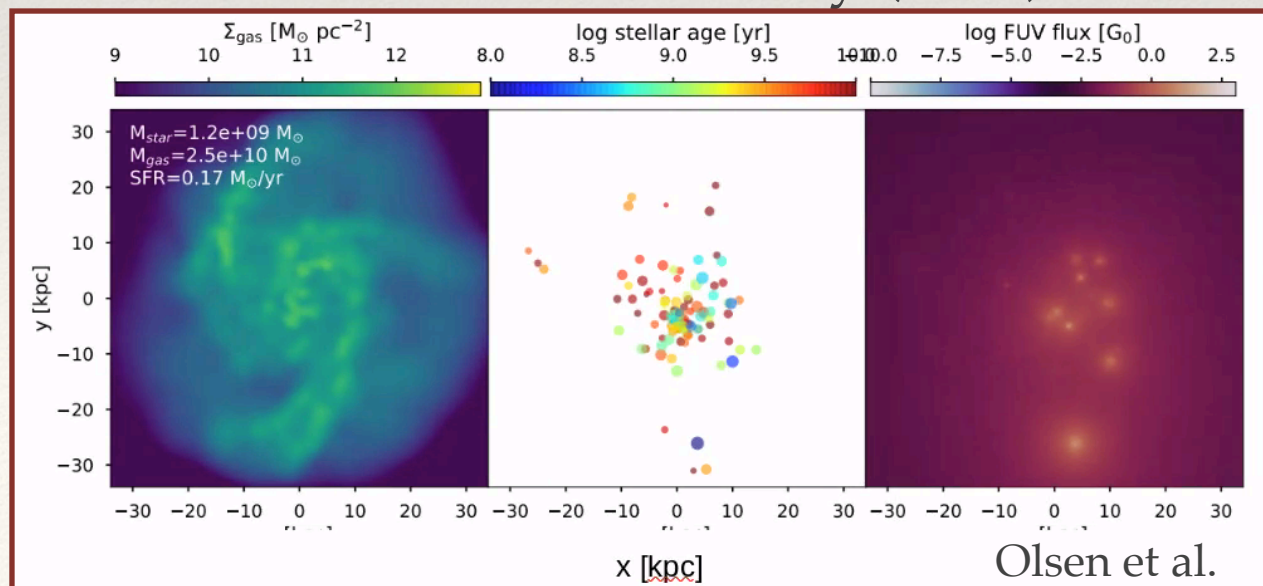 Σgas [M⊙ pc⁻²] log stellar age [yr] log FUV flux [G₀]
9 10 11 12 8.0 8.5 9.0 9.5 10.0 −10.0 −7.5 −5.0 −2.5 0.0 2.5
Mstar=1.2e+09 M⊙
Mgas=2.5e+10 M⊙
SFR=0.17 M⊙/yr
y [kpc]
30
20
10
0
−10
−20
−30
−30 −20 −10 0 10 20 30 −30 −20 −10 0 10 20 30 −30 −20 −10 0 10 20 30
x [kpc]
Olsen et al.